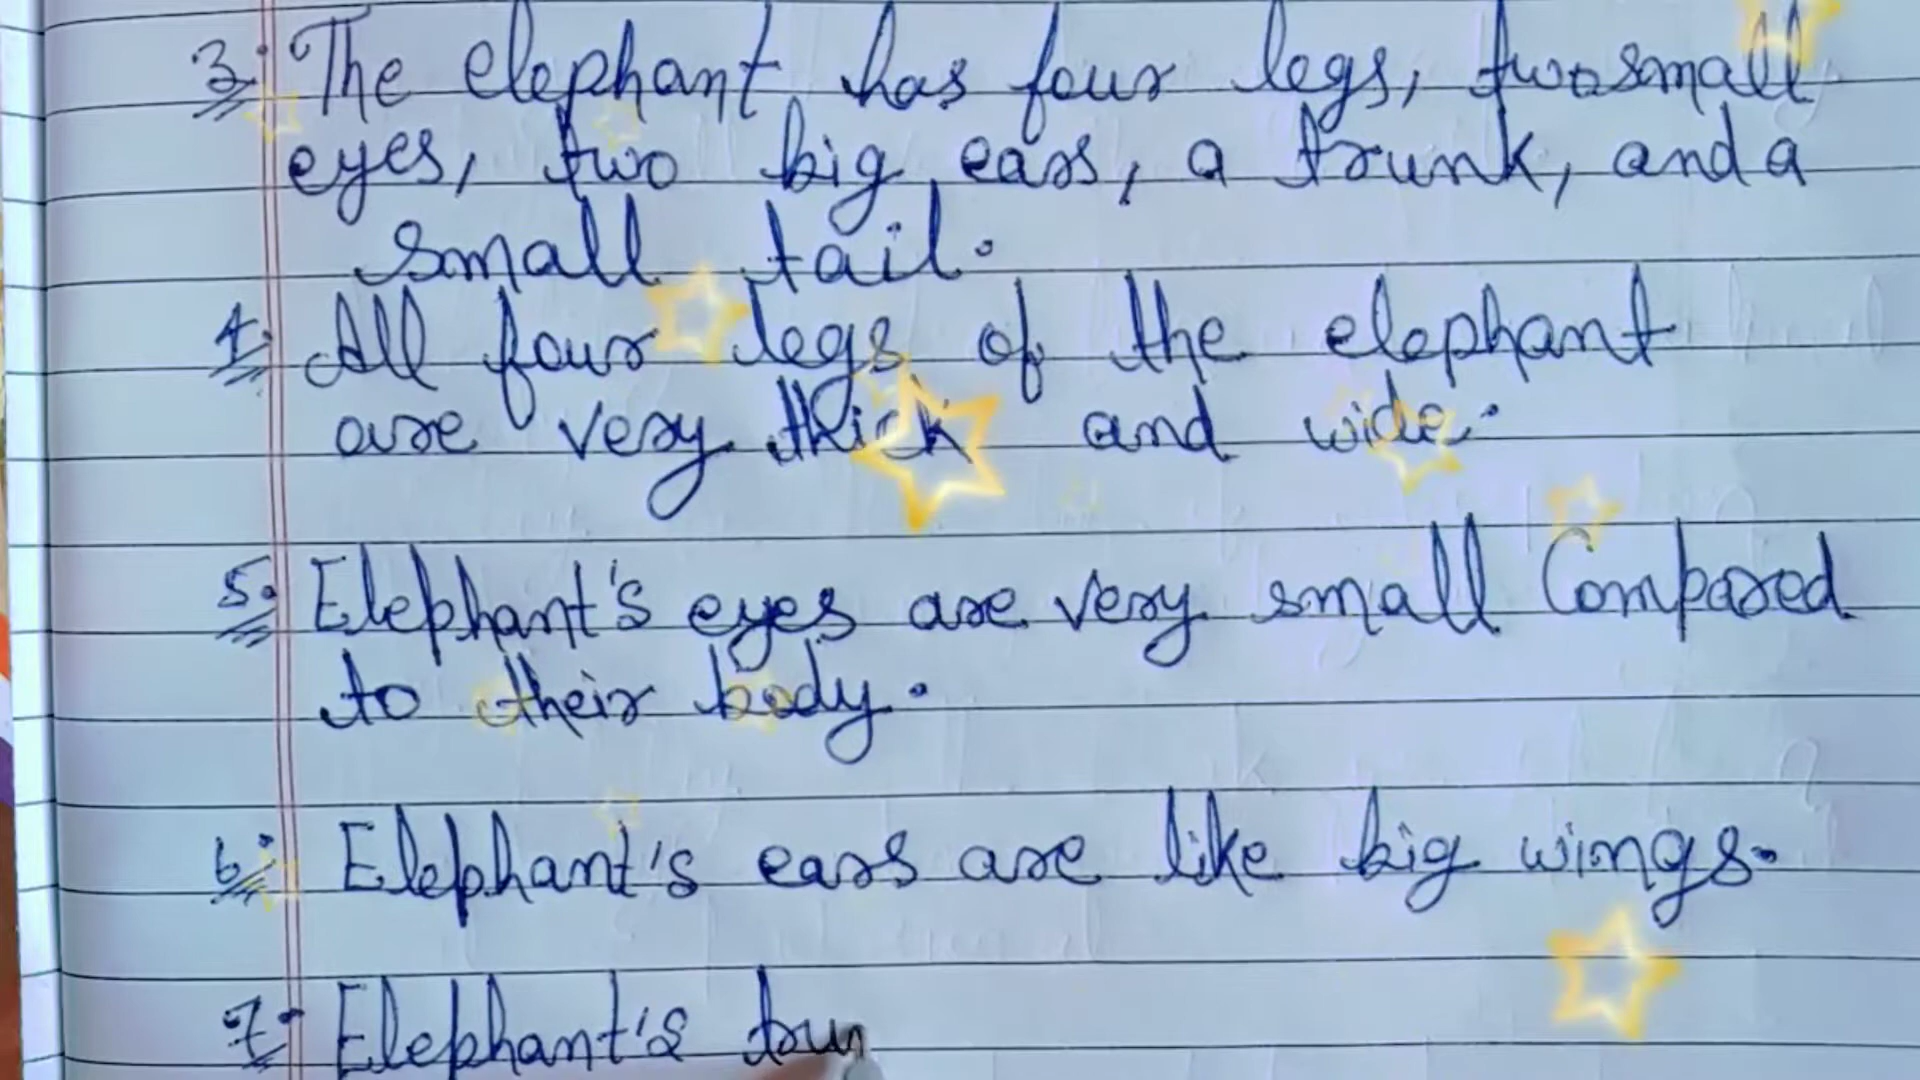 3. The elephant has four legs, two small
eyes, two big ears, a trunk, and a
small tail.
4. All four legs of the elephant
are very thick and wide.
5. Elephant's eyes are very small Compared
to their body.
6. Elephant's ears are like big wings.
7. Elephant's trun